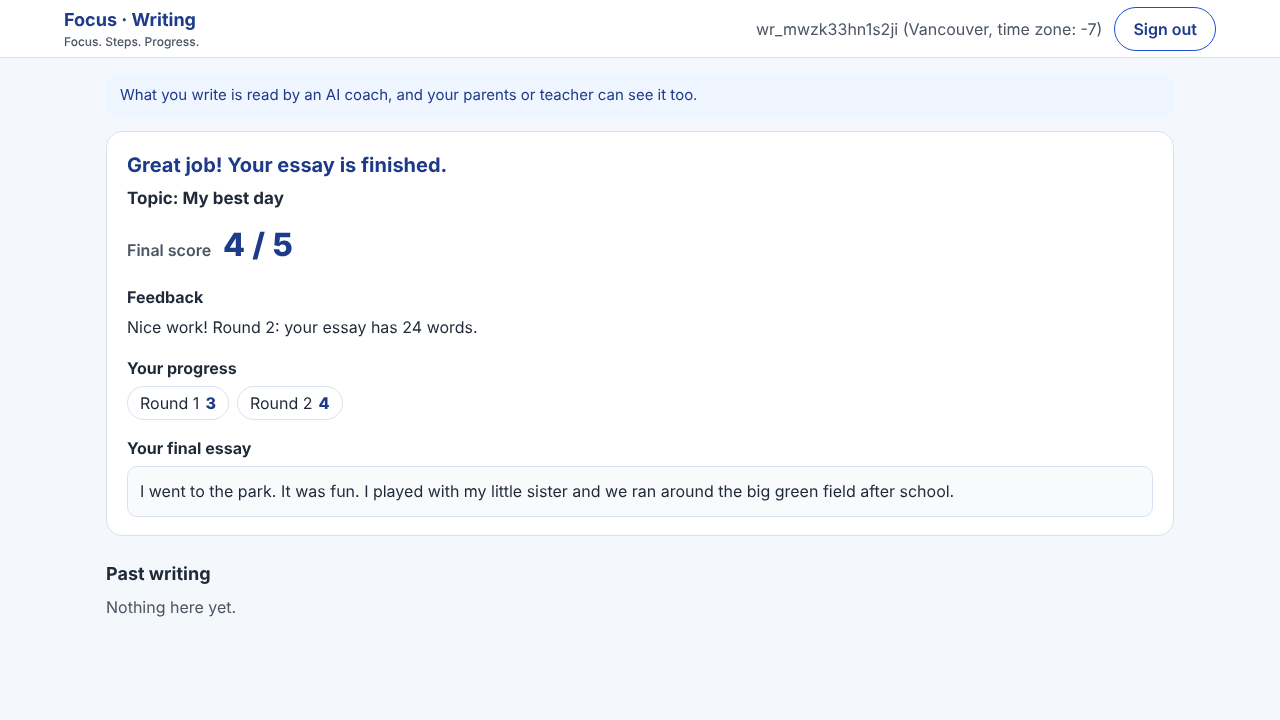 Focus · Writing
Focus. Steps. Progress.
wr_mwzk33hn1s2ji (Vancouver, time zone: -7)
Sign out
What you write is read by an AI coach, and your parents or teacher can see it too.
Great job! Your essay is finished.
Topic: My best day
Final score 4 / 5
Feedback
Nice work! Round 2: your essay has 24 words.
Your progress
Round 1 3 Round 2 4
Your final essay
I went to the park. It was fun. I played with my little sister and we ran around the big green field after school.
Past writing
Nothing here yet.